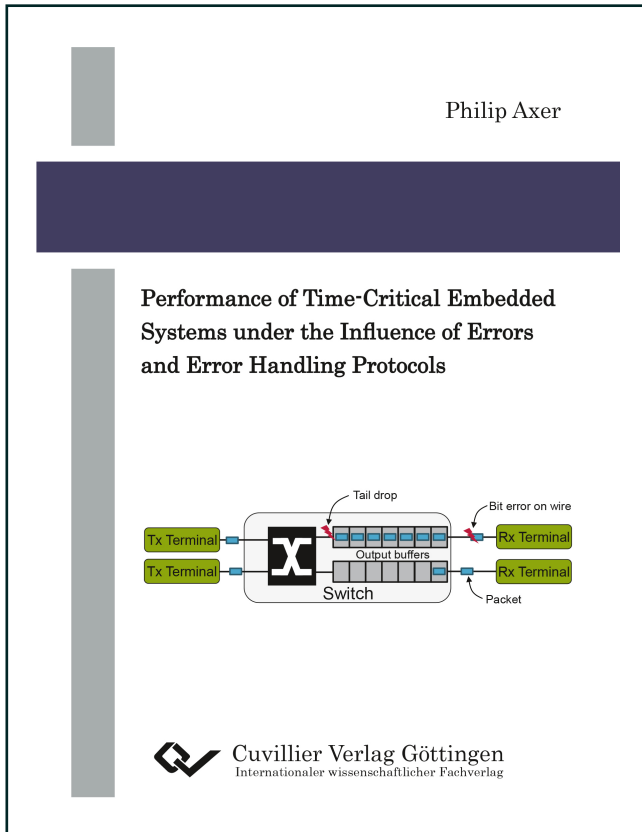 Philip Axer
Performance of Time-Critical Embedded
Systems under the Influence of Errors
and Error Handling Protocols
Tail drop
Bit error on wire
Tx Terminal
Rx Terminal
Output buffers
Tx Terminal
Rx Terminal
Switch
Packet
Cuvillier Verlag Göttingen
Internationaler wissenschaftlicher Fachverlag